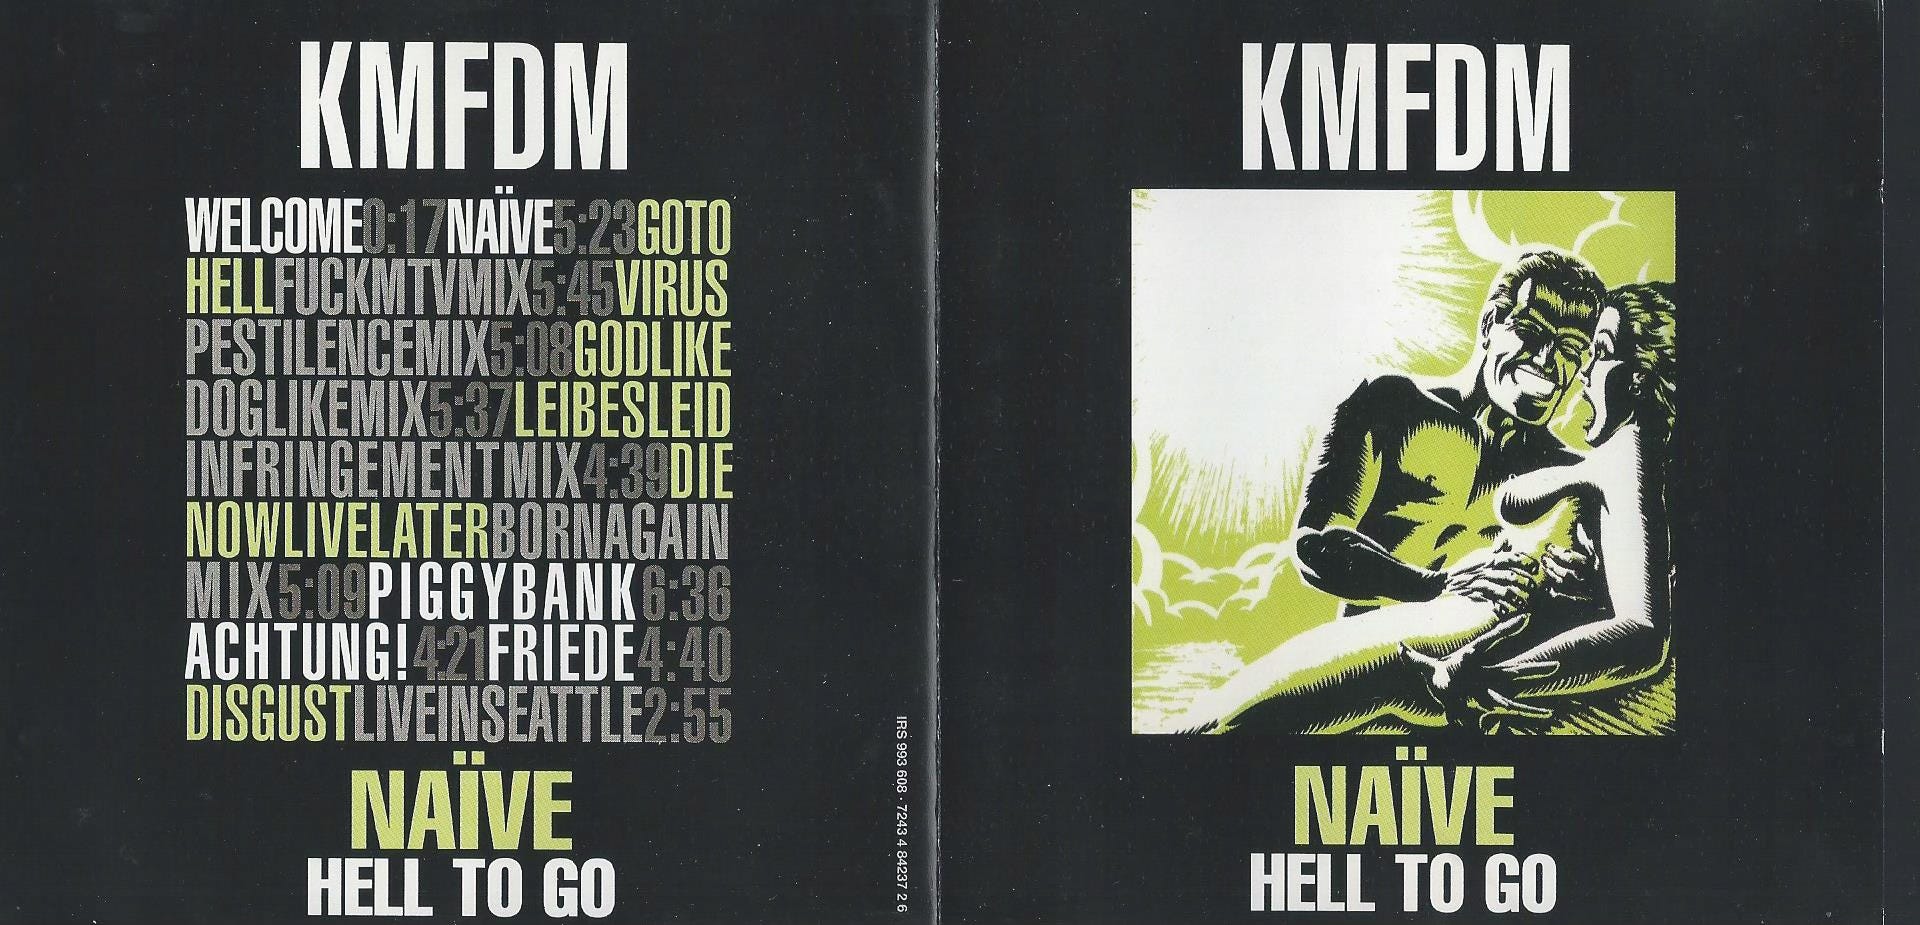 KMFDM
WELCOME0:17NAÏVE5:23GOTO
HELLFUCKMTVMIX5:45VIRUS
PESTILENCEMIX5:08GODLIKE
DOGLIKEMIX5:37LEIBESLEID
INFRINGEMENTMIX4:39DIE
NOWLIVELATERBORNAGAIN
MIX5:09PIGGYBANK6:36
ACHTUNG!4:21FRIEDE4:40
DISGUSTLIVEINSEATTLE2:55
NAÏVE
HELL TO GO
IRS 993 608 · 7243 4 84237 2 6
KMFDM
NAÏVE
HELL TO GO